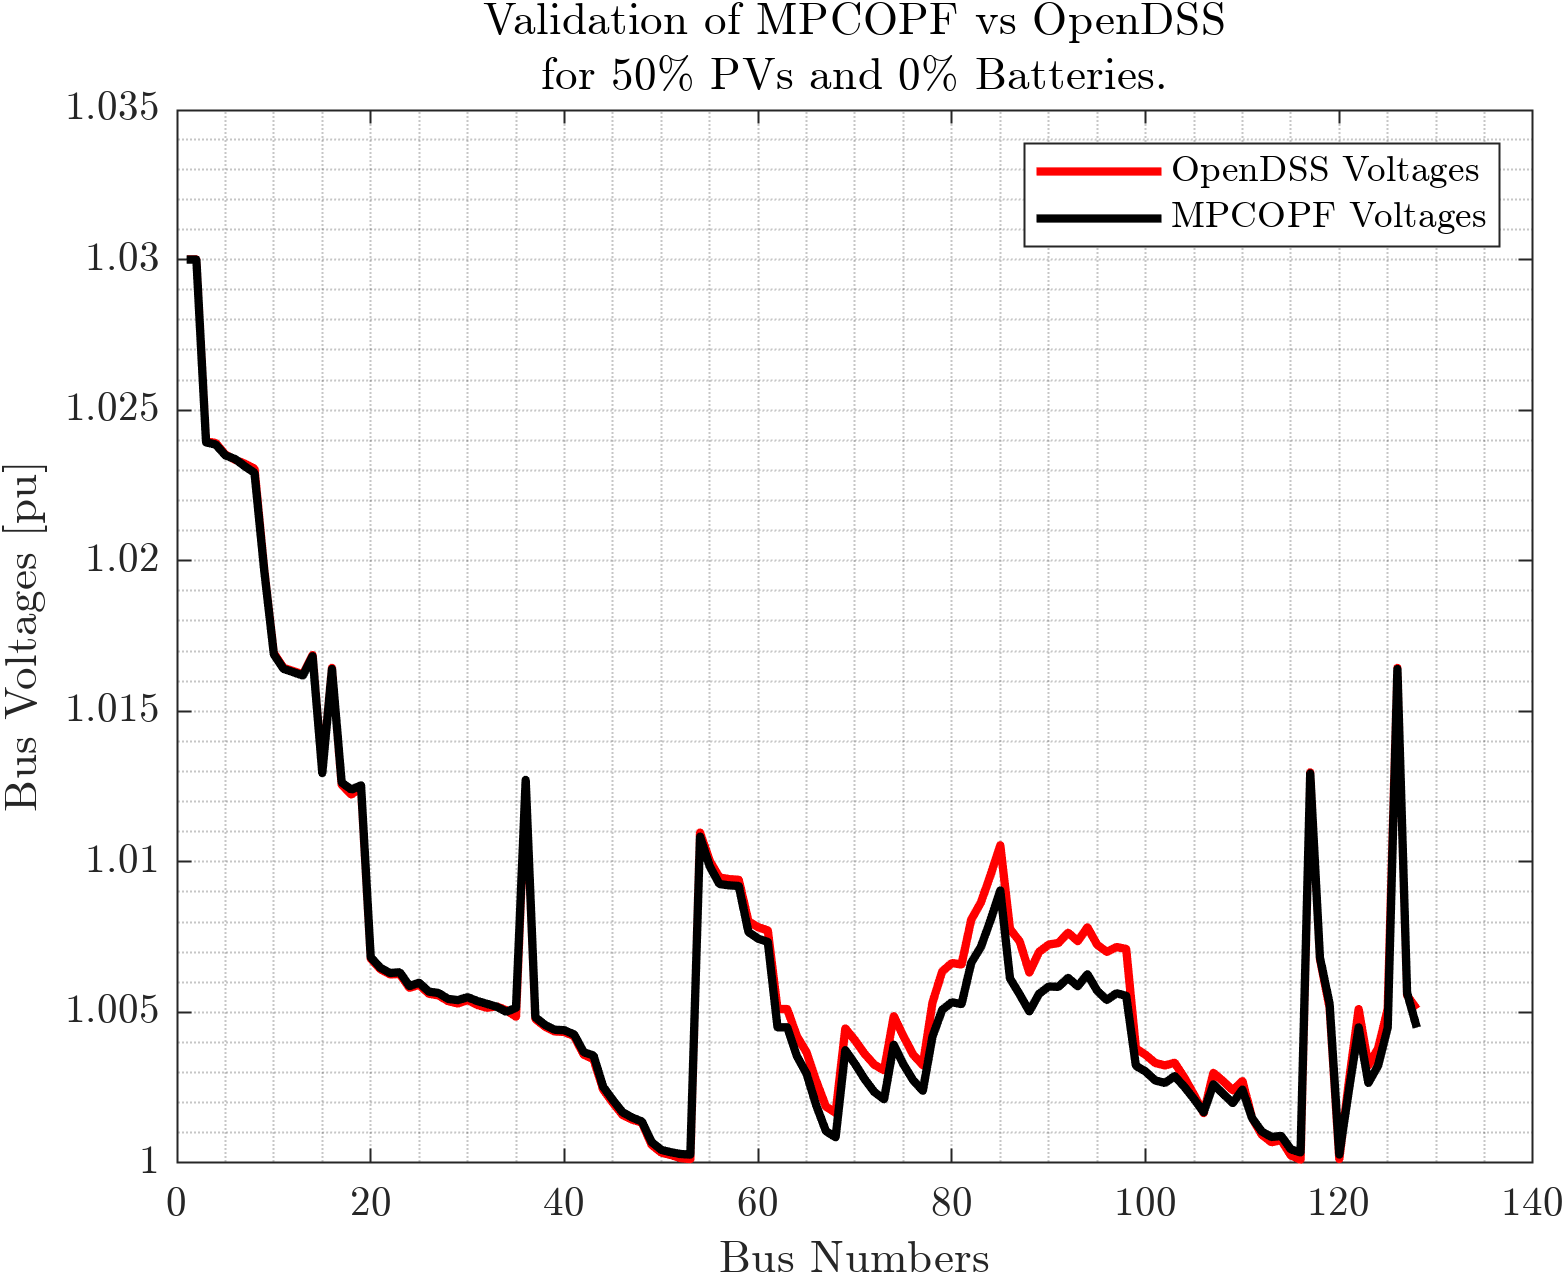 Validation of MPCOPF vs OpenDSS
for 50% PVs and 0% Batteries.
OpenDSS Voltages
MPCOPF Voltages
Bus Voltages [pu]
1.035
1.03
1.025
1.02
1.015
1.01
1.005
1
0 20 40 60 80 100 120 140
Bus Numbers